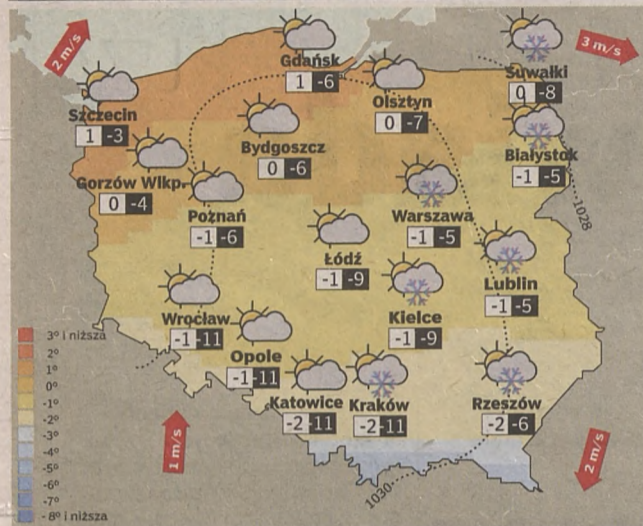 2 m/s
Gdańsk
1 -6
3 m/s
Suwałki
0 -8
Szczecin
1 -3
Olsztyn
0 -7
Bydgoszcz
0 -6
Białystok
-1 -5
Gorzów Wlkp.
0 -4
Poznań
-1 -6
Warszawa
-1 -5
1028
Łódź
-1 -9
Lublin
-1 -5
Wrocław
-1 -11
Kielce
-1 -9
Opole
-1 -11
Katowice
-2 -11
Kraków
-2 -11
Rzeszów
-2 -6
3° i niższa
2°
1°
0°
-1°
-2°
-3°
-4°
-5°
-6°
-7°
-8° i niższa
1 m/s
1030
2 m/s